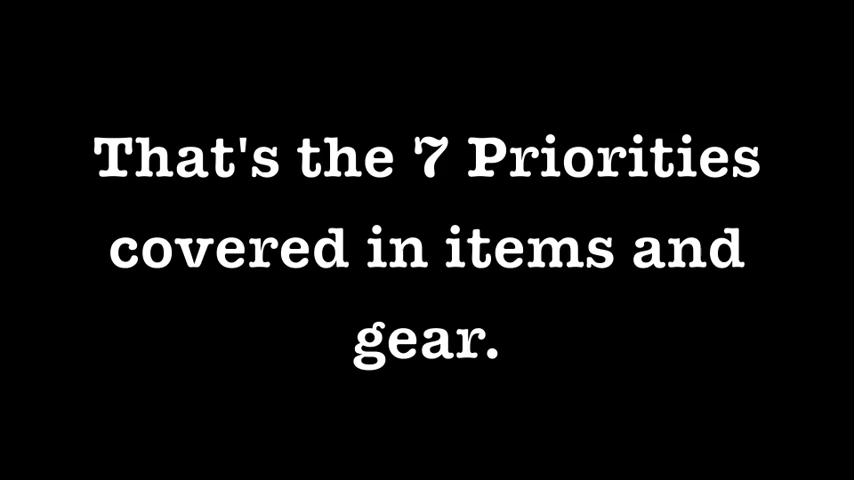 That's the 7 Priorities
covered in items and
gear.